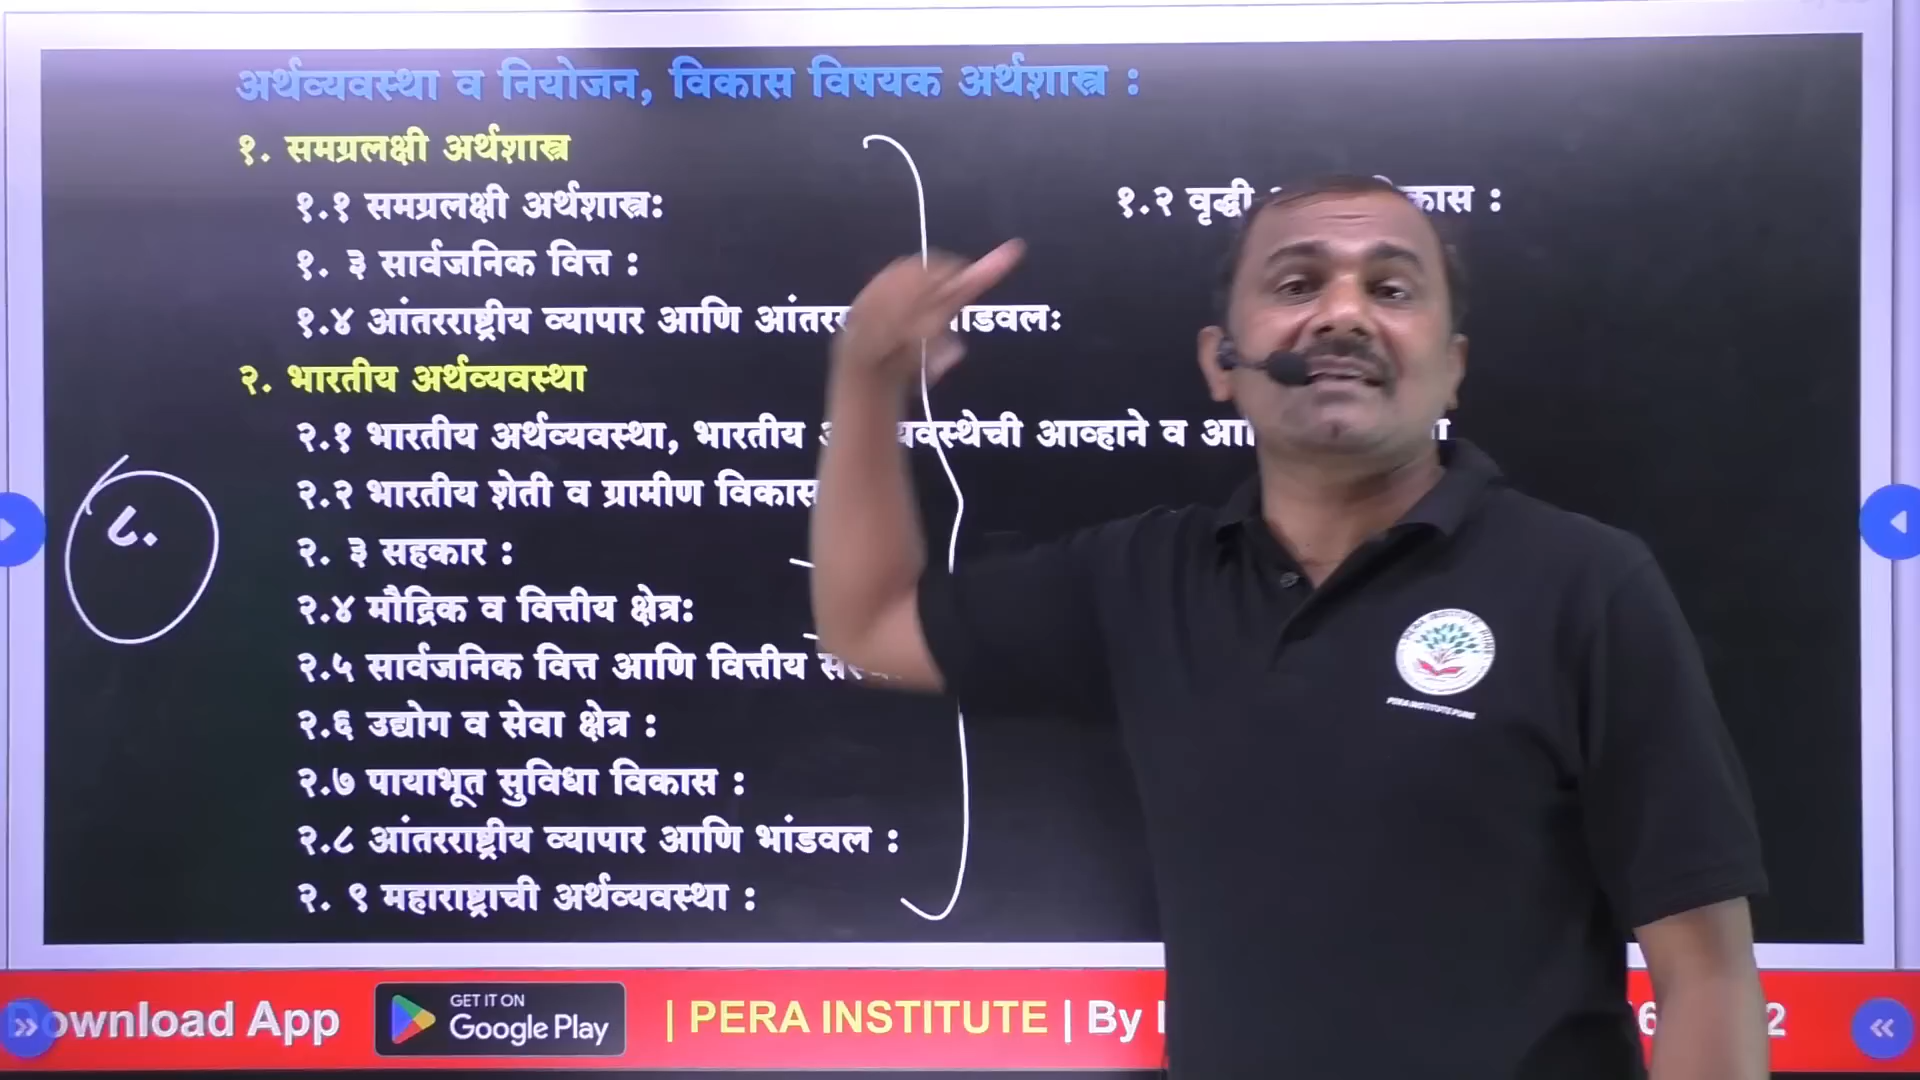 अर्थव्यवस्था व नियोजन, विकास विषयक अर्थशास्त्र :
१. समग्रलक्षी अर्थशास्त्र
१.१ समग्रलक्षी अर्थशास्त्र:
१.२ वृद्धी
१. ३ सार्वजनिक वित्त :
१.४ आंतरराष्ट्रीय व्यापार आणि
२. भारतीय अर्थव्यवस्था
२.१ भारतीय अर्थव्यवस्था, भारतीय आव्हाने व
२.२ भारतीय शेती व ग्रामीण विकास
२. ३ सहकार :
२.४ मौद्रिक व वित्तीय क्षेत्र:
२.५ सार्वजनिक वित्त आणि वित्तीय
२.६ उद्योग व सेवा क्षेत्र :
२.७ पायाभूत सुविधा विकास :
२.८ आंतरराष्ट्रीय व्यापार आणि भांडवल :
२. ९ महाराष्ट्राची अर्थव्यवस्था :
८.
PERA INSTITUTE PUNE
Download App
GET IT ON
Google Play
| PERA INSTITUTE | By